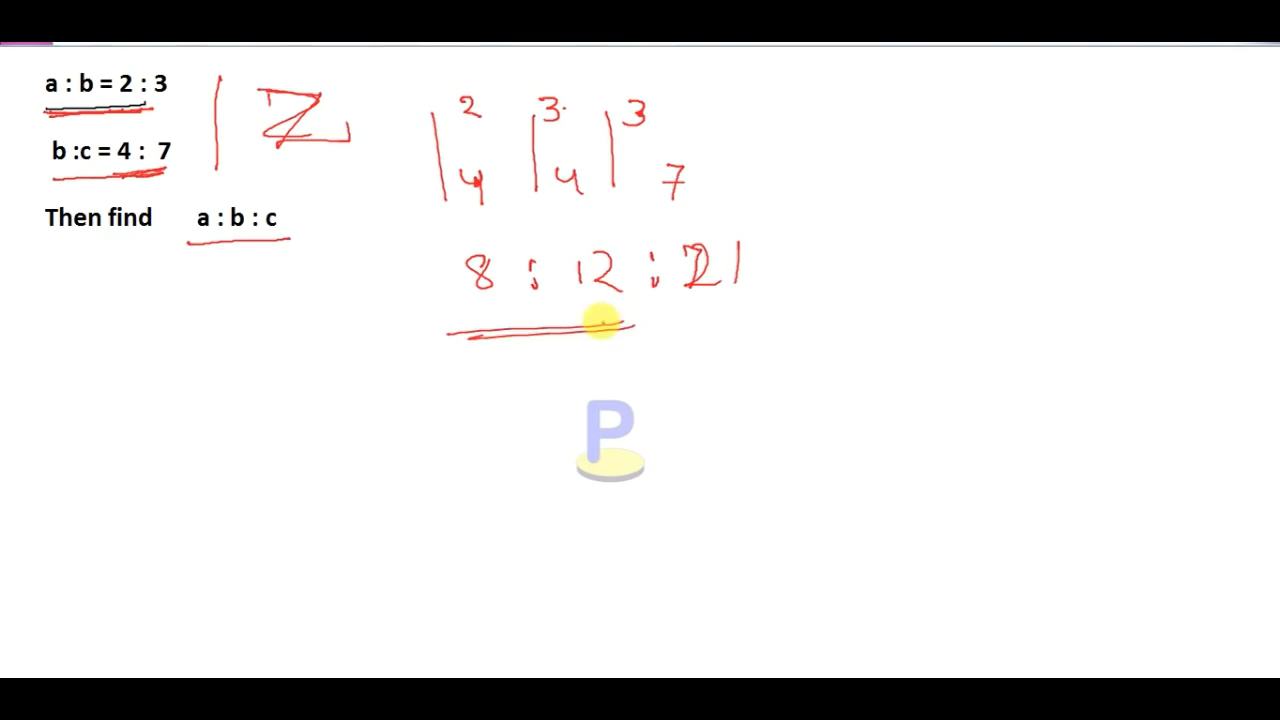 a : b = 2 : 3
b :c = 4 : 7
Then find a : b : c
Z
2 3 3
4 4 7
8 : 12 : 21
P